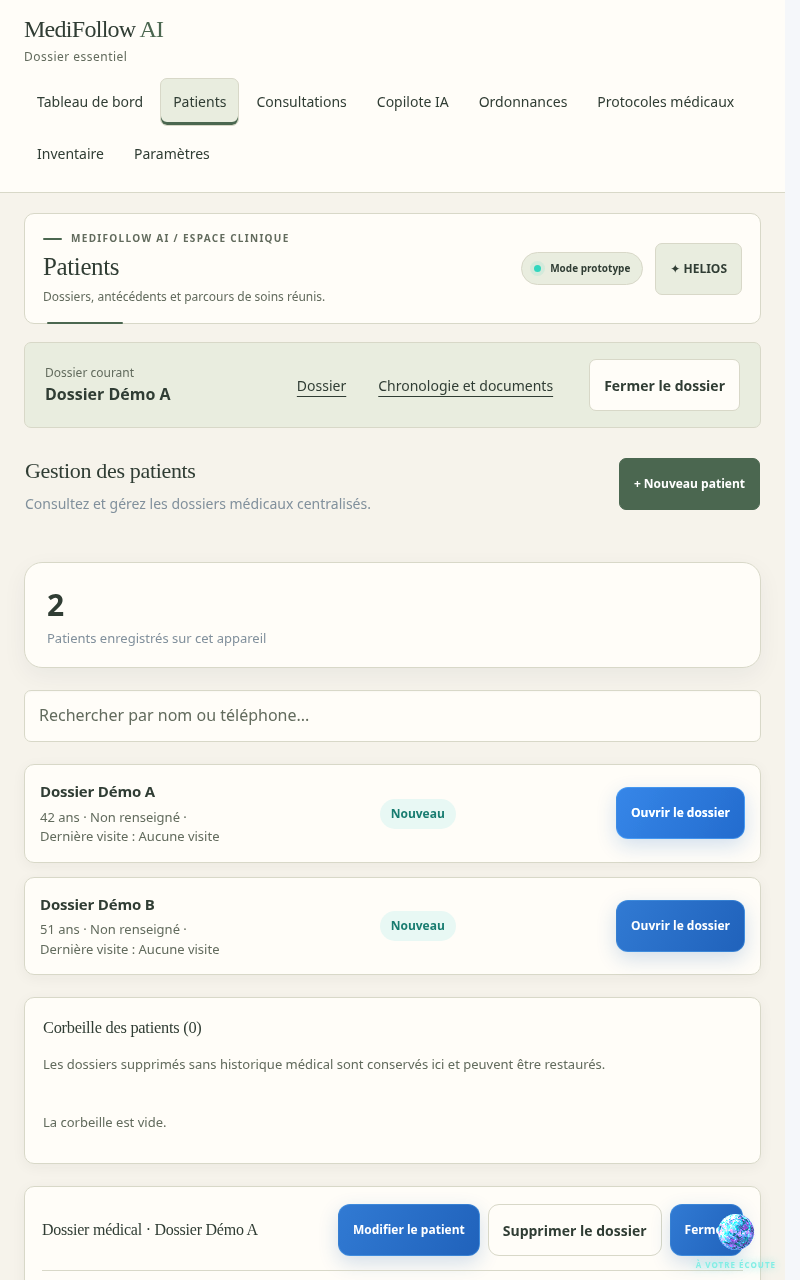 MediFollow AI
Dossier essentiel
Tableau de bord
Patients
Consultations
Copilote IA
Ordonnances
Protocoles médicaux
Inventaire
Paramètres
MEDIFOLLOW AI / ESPACE CLINIQUE
Patients
Dossiers, antécédents et parcours de soins réunis.
Mode prototype
✦ HELIOS
Dossier courant
Dossier Démo A
Dossier
Chronologie et documents
Fermer le dossier
Gestion des patients
Consultez et gérez les dossiers médicaux centralisés.
+ Nouveau patient
2
Patients enregistrés sur cet appareil
Rechercher par nom ou téléphone...
Dossier Démo A
42 ans · Non renseigné ·
Dernière visite : Aucune visite
Nouveau
Ouvrir le dossier
Dossier Démo B
51 ans · Non renseigné ·
Dernière visite : Aucune visite
Nouveau
Ouvrir le dossier
Corbeille des patients (0)
Les dossiers supprimés sans historique médical sont conservés ici et peuvent être restaurés.
La corbeille est vide.
Dossier médical · Dossier Démo A
Modifier le patient
Supprimer le dossier
À VOTRE ÉCOUTE